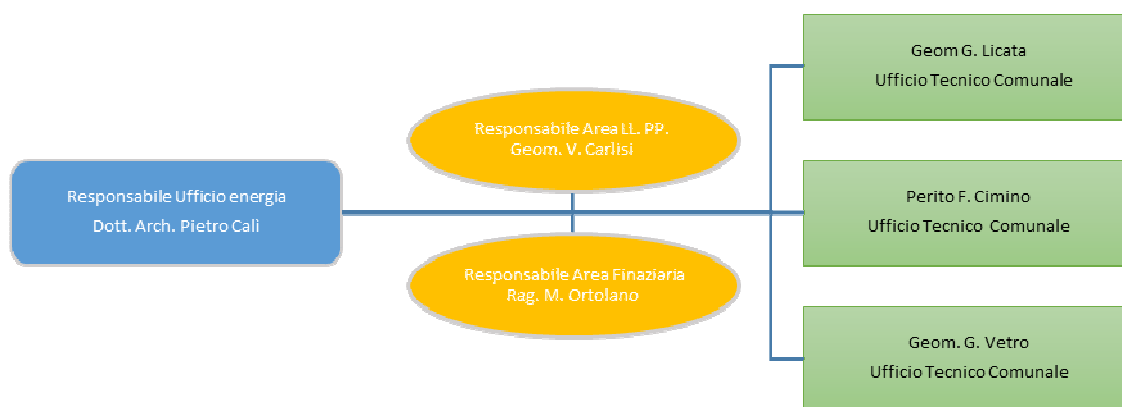 Responsabile Ufficio energia
Dott. Arch. Pietro Calì
Responsabile Area LL. PP.
Geom. V. Carlisi
Responsabile Area Finaziaria
Rag. M. Ortolano
Geom G. Licata
Ufficio Tecnico Comunale
Perito F. Cimino
Ufficio Tecnico Comunale
Geom. G. Vetro
Ufficio Tecnico Comunale